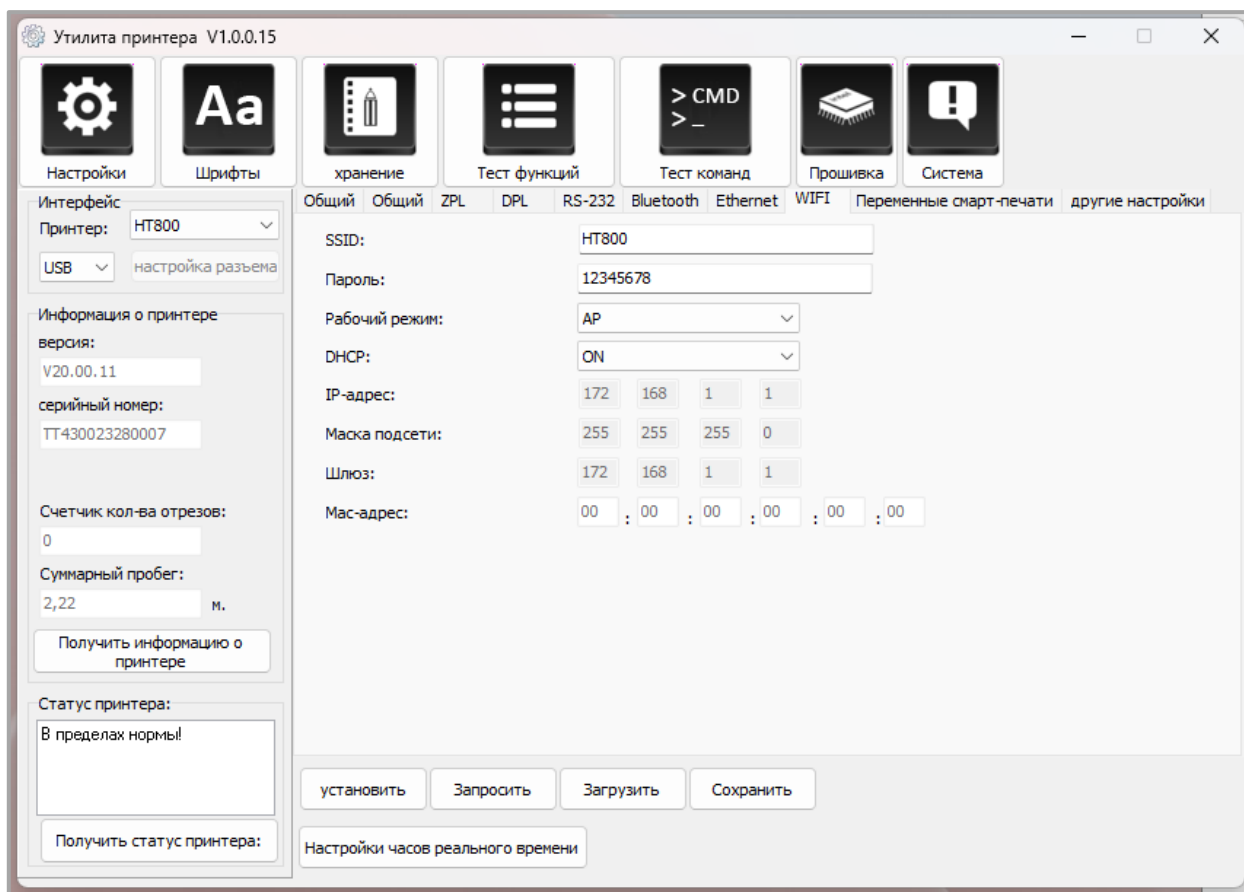 Утилита принтера V1.0.0.15
Aa
> CMD
>_
Настройки
Шрифты
хранение
Тест функций
Тест команд
Прошивка
Система
Интерфейс
Принтер:
HT800
USB
настройка разъема
Информация о принтере
версия:
V20.00.11
серийный номер:
TT430023280007
Счетчик кол-ва отрезов:
0
Суммарный пробег:
2,22 м.
Получить информацию о
принтере
Статус принтера:
В пределах нормы!
Получить статус принтера:
Общий Общий ZPL DPL RS-232 Bluetooth Ethernet WIFI Переменные смарт-печати другие настройки
SSID: HT800
Пароль: 12345678
Рабочий режим: AP
DHCP: ON
IP-адрес: 172 168 1 1
Маска подсети: 255 255 255 0
Шлюз: 172 168 1 1
Mac-адрес: 00 : 00 : 00 : 00 : 00 : 00
установить Запросить Загрузить Сохранить
Настройки часов реального времени